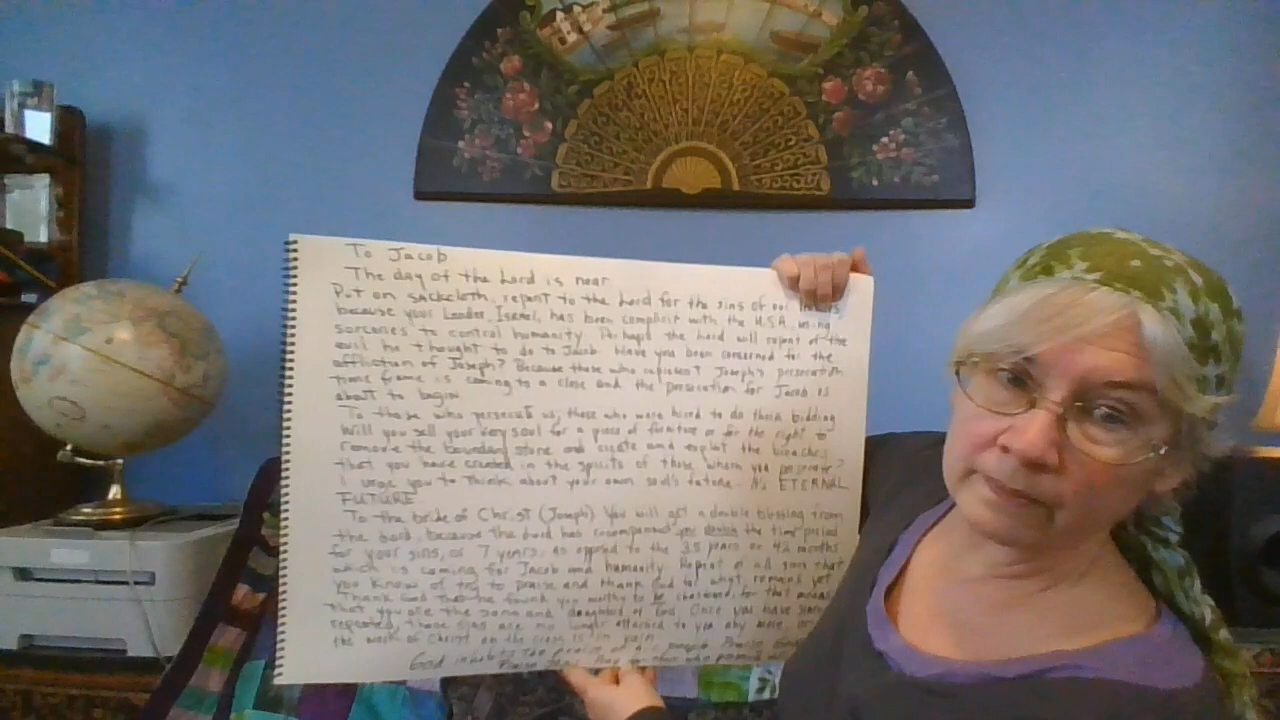 To Jacob
The day of the Lord is near
Put on sackcloth, repent to the Lord for the sins of our
because your Leader, Israel, has been complicit with the U.S.A. using
sorceries to control humanity. Perhaps the Lord will repent of the
evil he thought to do to Jacob. Have you been concerned for the
affliction of Joseph? Because those who Joseph's persecution
time frame is coming to a close and the persecution for Jacob is
about to begin.
To those who persecut us, those who were hired to do their bidding
Will you sell your very soul for a piece of furniture or for the right to
remove the boundary stone and create and exploit the breaches
that you have created in the spirits of those whom you persecute?
I urge you to think about your own soul's future - it's ETERNAL
FUTURE
To the bride of Christ (Joseph) You will get a double blessing from
the Lord, because the Lord has recompensed you double the time period
for your sins, or 7 years, as opposed to the 3.5 years or 42 months
which is coming for Jacob and humanity. Repent of all sins that
you know of try to praise and thank God for what remains yet
Thank God that he found you worthy to be chastened, for that means
that you are the sons and daughters of God. Once you have
repented, those sins are no longer attached to you any more, or
the work of Christ on the cross is in vain
God inhabits the Praise of Praise
Praise